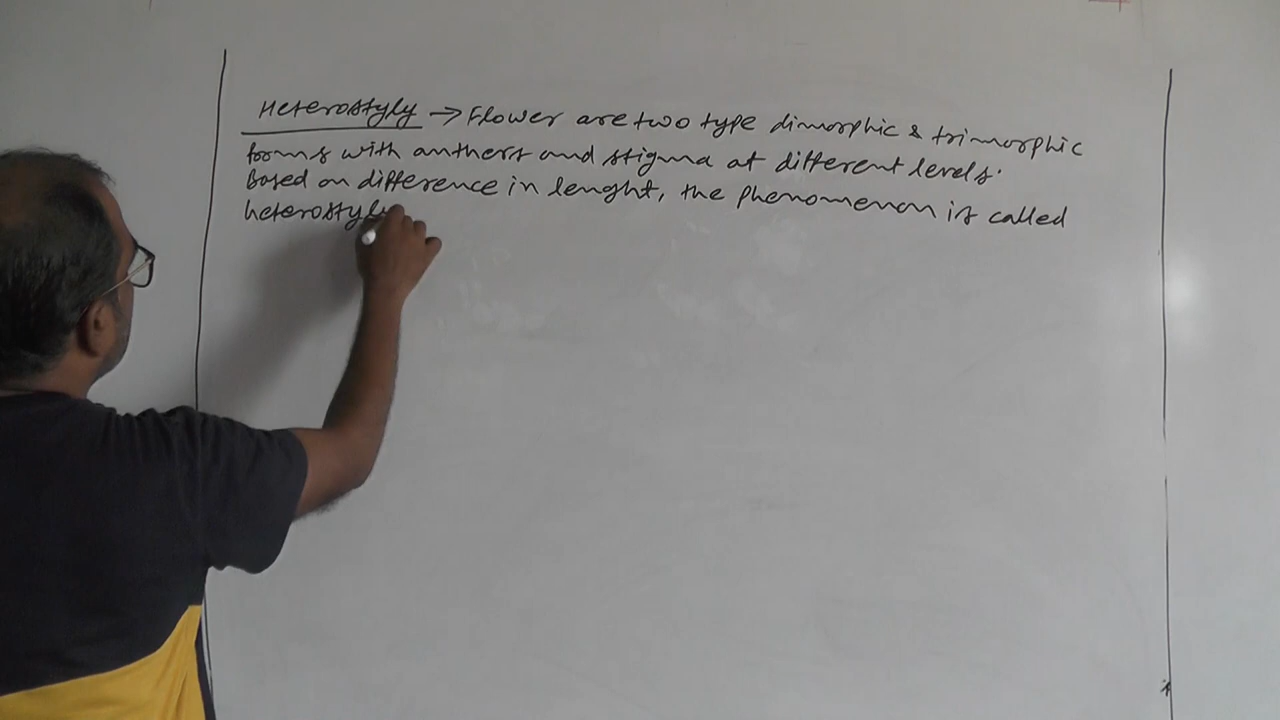 Heterostyly → Flower are two type dimorphic & trimorphic
forms with anthers and stigma at different levels.
Based on difference in lenght, the phenomenon is called
heterostyly